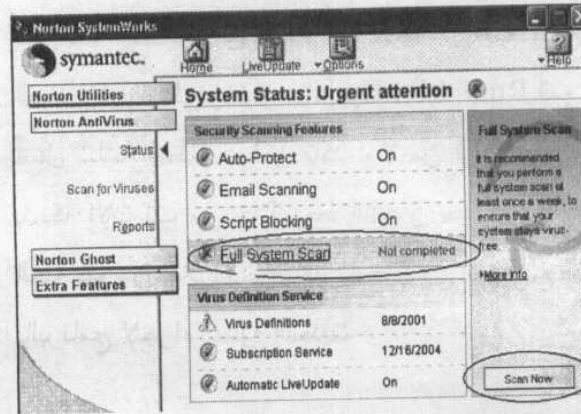 Norton SystemWorks
symantec.
Home
LiveUpdate
Options
Help
Norton Utilities
Norton AntiVirus
Status
Scan for Viruses
Reports
Norton Ghost
Extra Features
System Status: Urgent attention
Security Scanning Features
Auto-Protect On
Email Scanning On
Script Blocking On
Full System Scan Not completed
Virus Definition Service
Virus Definitions 8/8/2001
Subscription Service 12/16/2004
Automatic LiveUpdate On
Full System Scan
It is recommended
that you perform a
full system scan at
least once a week, to
ensure that your
system stays virus-
free.
More info
Scan Now